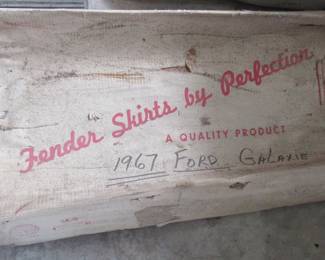 Fender Skirts by Perfection
A QUALITY PRODUCT
1967 FORD GALAXIE